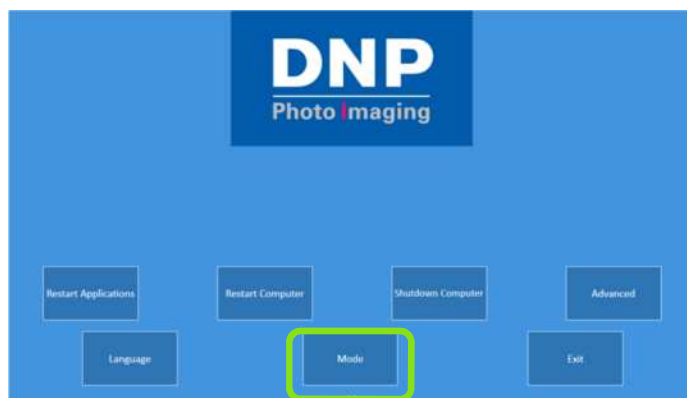 DNP
Photo Imaging
Restart Applications
Restart Computer
Shutdown Computer
Advanced
Language
Mode
Exit